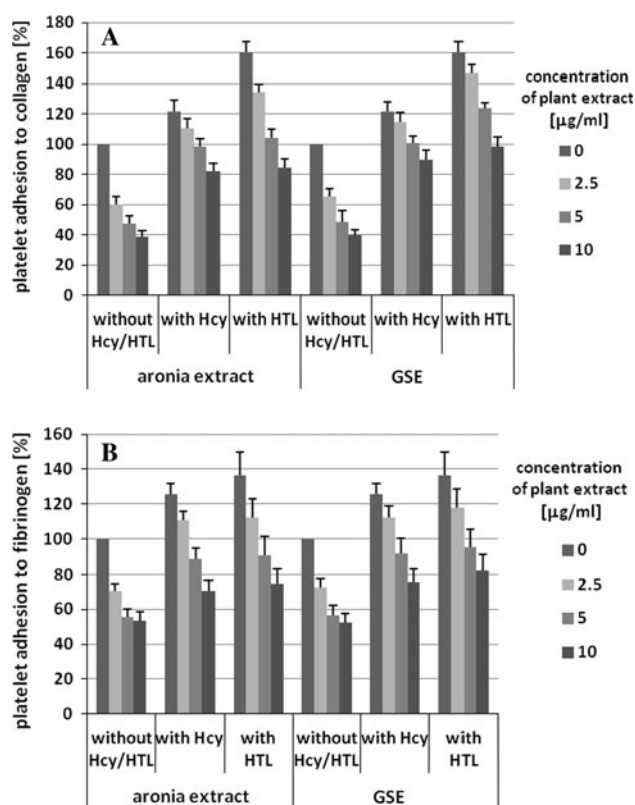 A
platelet adhesion to collagen [%]
180
160
140
120
100
80
60
40
20
0
without Hcy/HTL
with Hcy
with HTL
without Hcy/HTL
with Hcy
with HTL
aronia extract
GSE
concentration
of plant extract
[µg/ml]
0
2.5
5
10
B
platelet adhesion to fibrinogen [%]
160
140
120
100
80
60
40
20
0
without Hcy/HTL
with Hcy
with HTL
without Hcy/HTL
with Hcy
with HTL
aronia extract
GSE
concentration
of plant extract
[µg/ml]
0
2.5
5
10